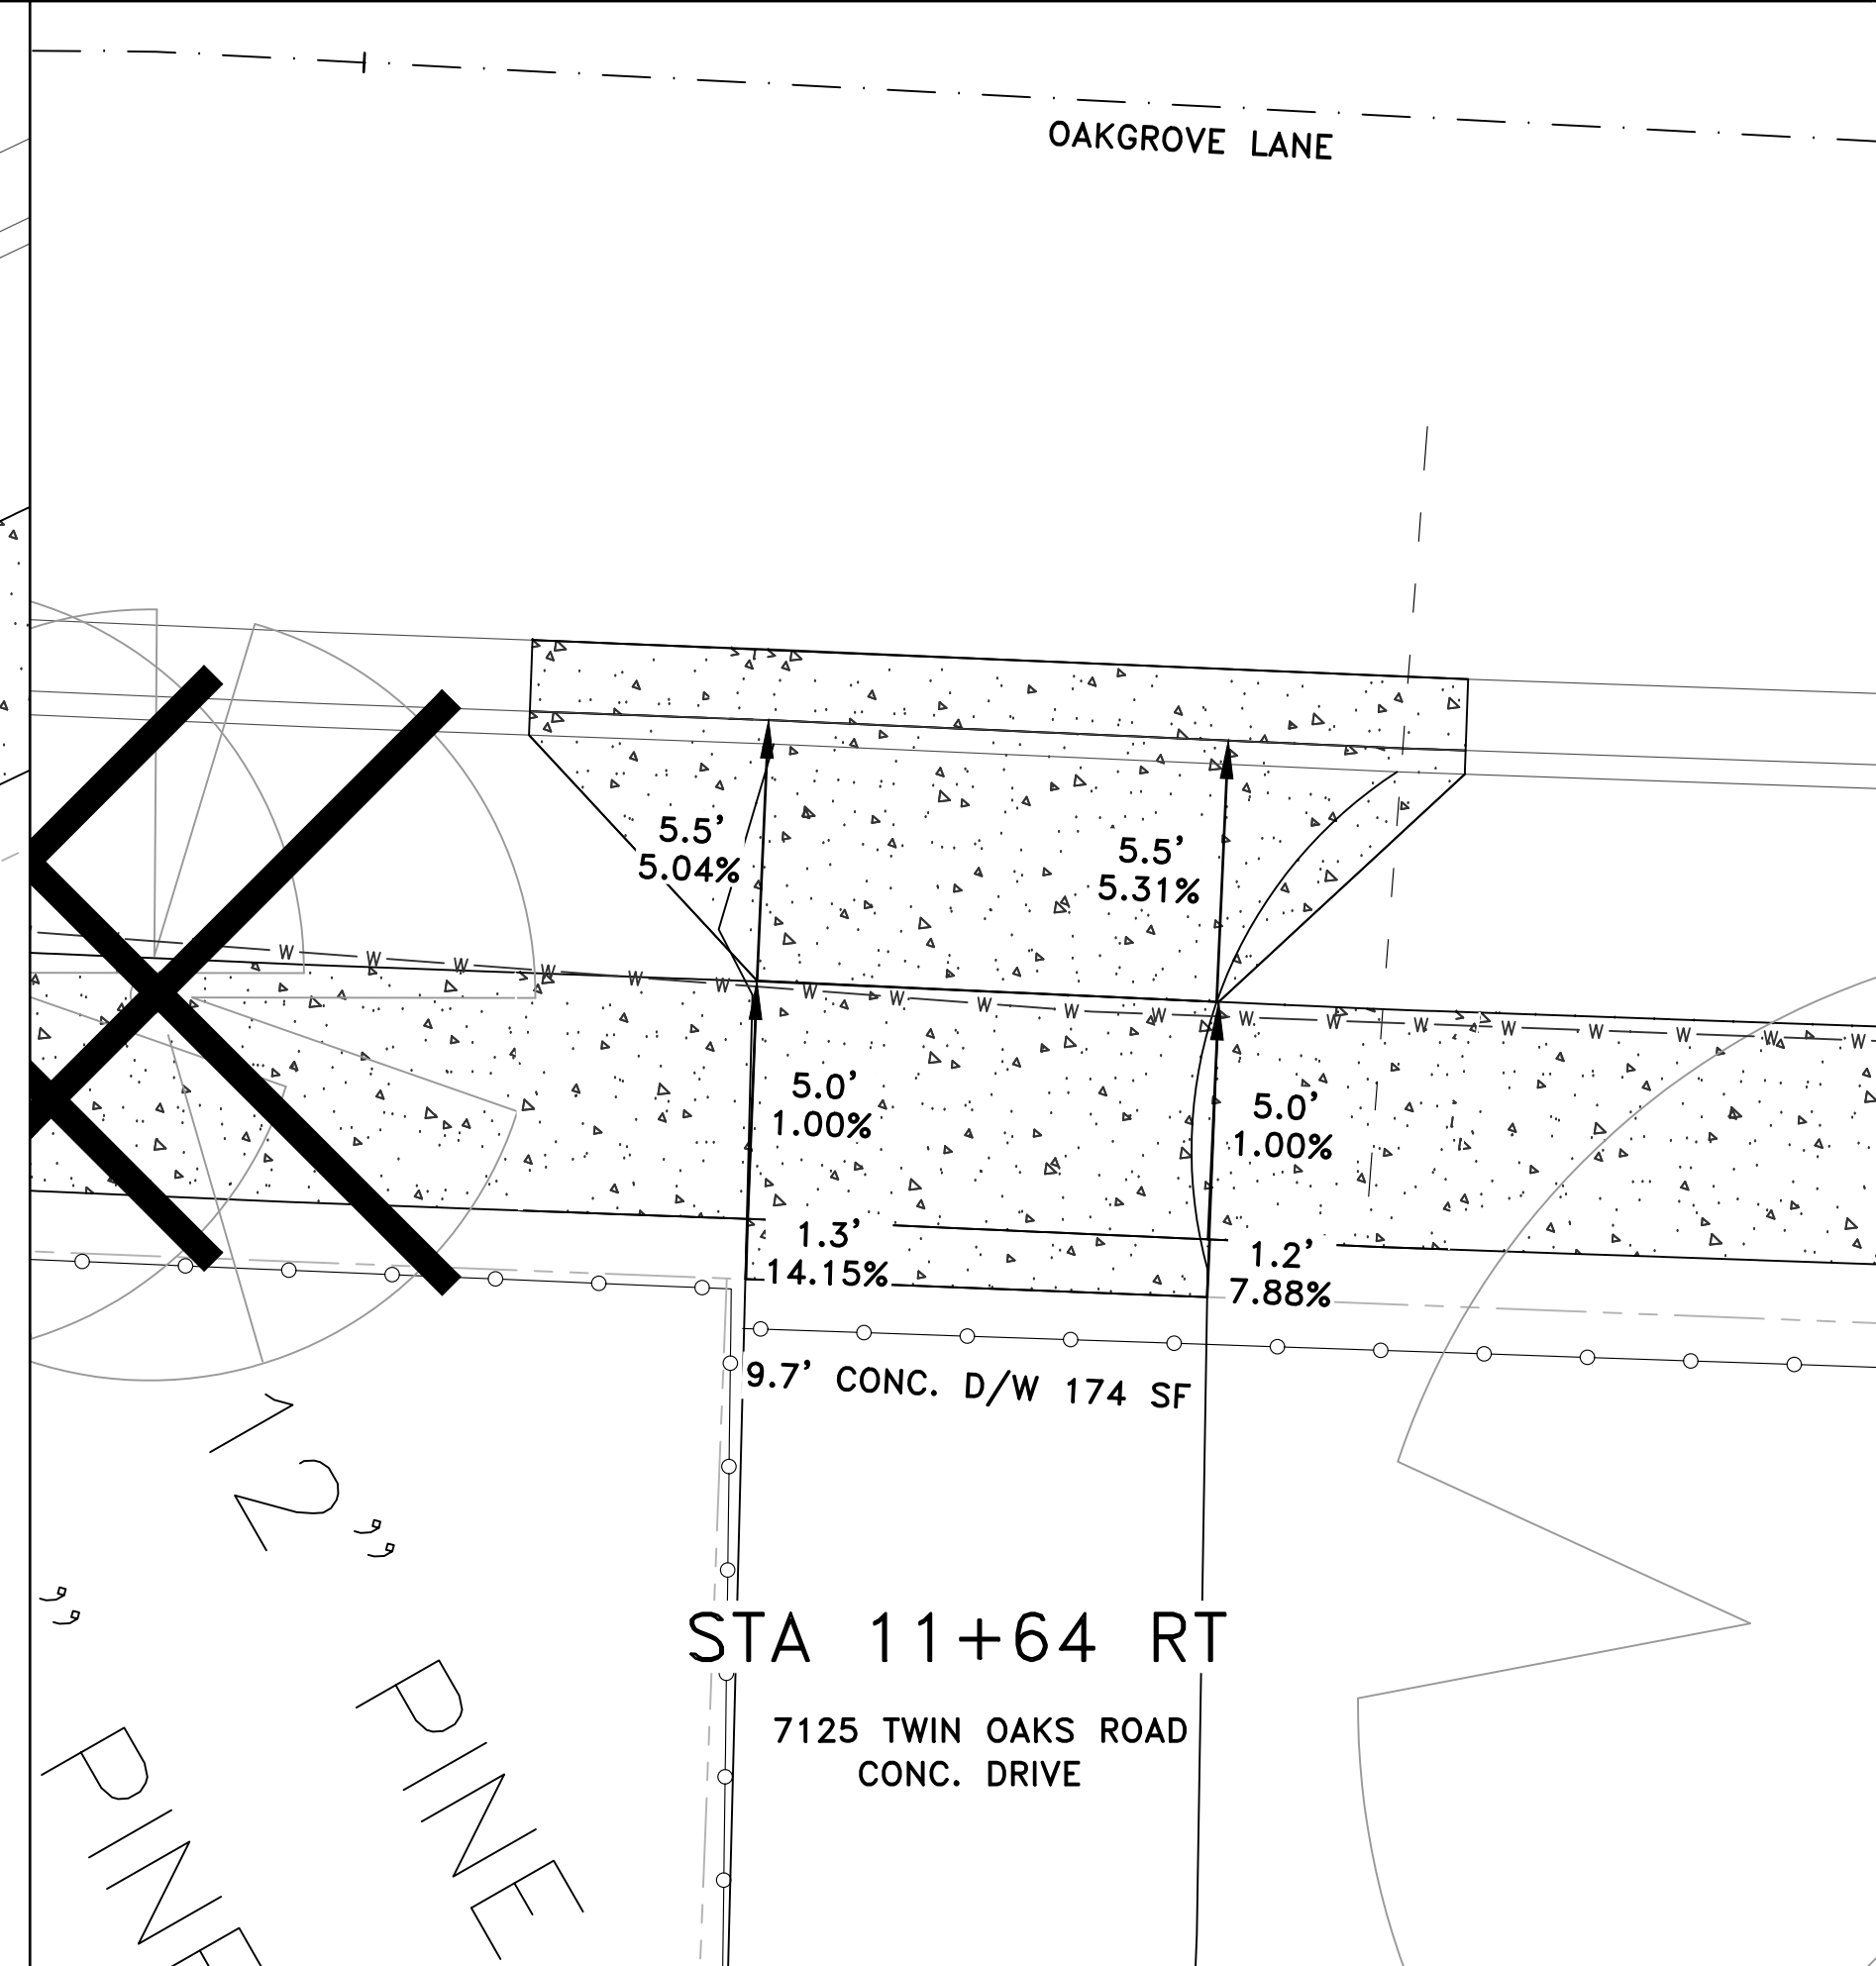 OAKGROVE LANE
5.5'
5.04%
5.5'
5.31%
W W W W W W W W W W W W W W W W W W W
5.0'
1.00%
5.0'
1.00%
1.3'
14.15%
1.2'
7.88%
9.7' CONC. D/W 174 SF
12"
"
STA 11+64 RT
7125 TWIN OAKS ROAD
CONC. DRIVE
PINE
PINE